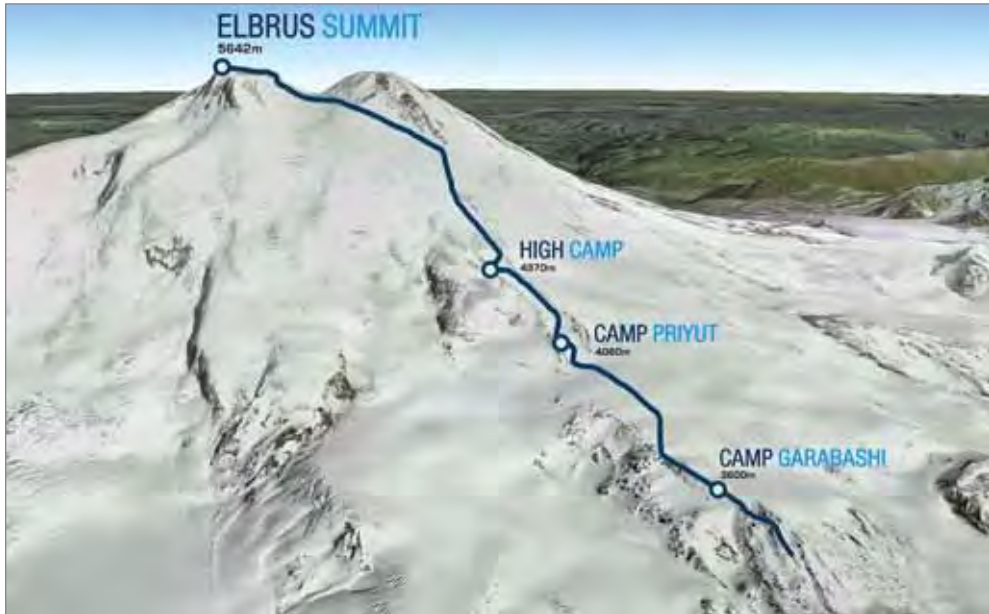 ELBRUS SUMMIT
5642m
HIGH CAMP
4870m
CAMP PRIYUT
4060m
CAMP GARABASHI
3600m